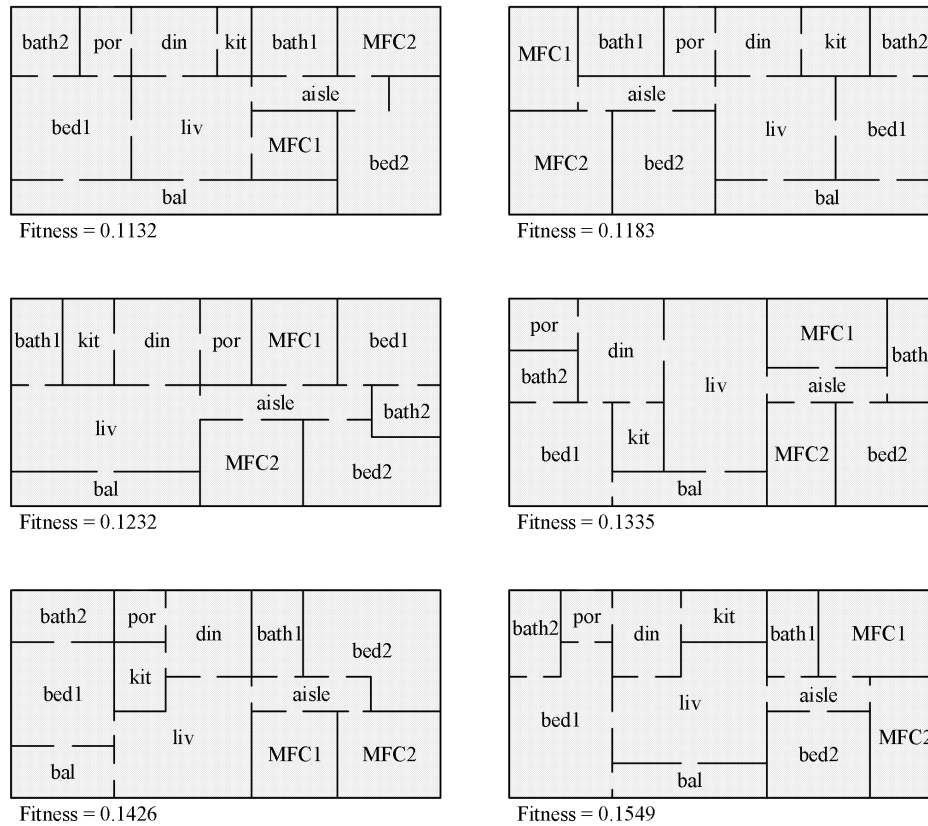 bath2 por din kit bath1 MFC2
aisle
bed1 liv MFC1 bed2
bal
Fitness = 0.1132
MFC1 bath1 por din kit bath2
aisle
liv bed1
MFC2 bed2
bal
Fitness = 0.1183
bath1 kit din por MFC1 bed1
aisle bath2
liv
MFC2 bed2
bal
Fitness = 0.1232
por din MFC1
bath2 liv aisle bath
bed1 kit MFC2 bed2
bal
Fitness = 0.1335
bath2 por din bath1 bed2
kit
bed1 aisle
liv MFC1 MFC2
bal
Fitness = 0.1426
bath2 por din kit bath1 MFC1
bed1 liv aisle
bed2 MFC2
bal
Fitness = 0.1549